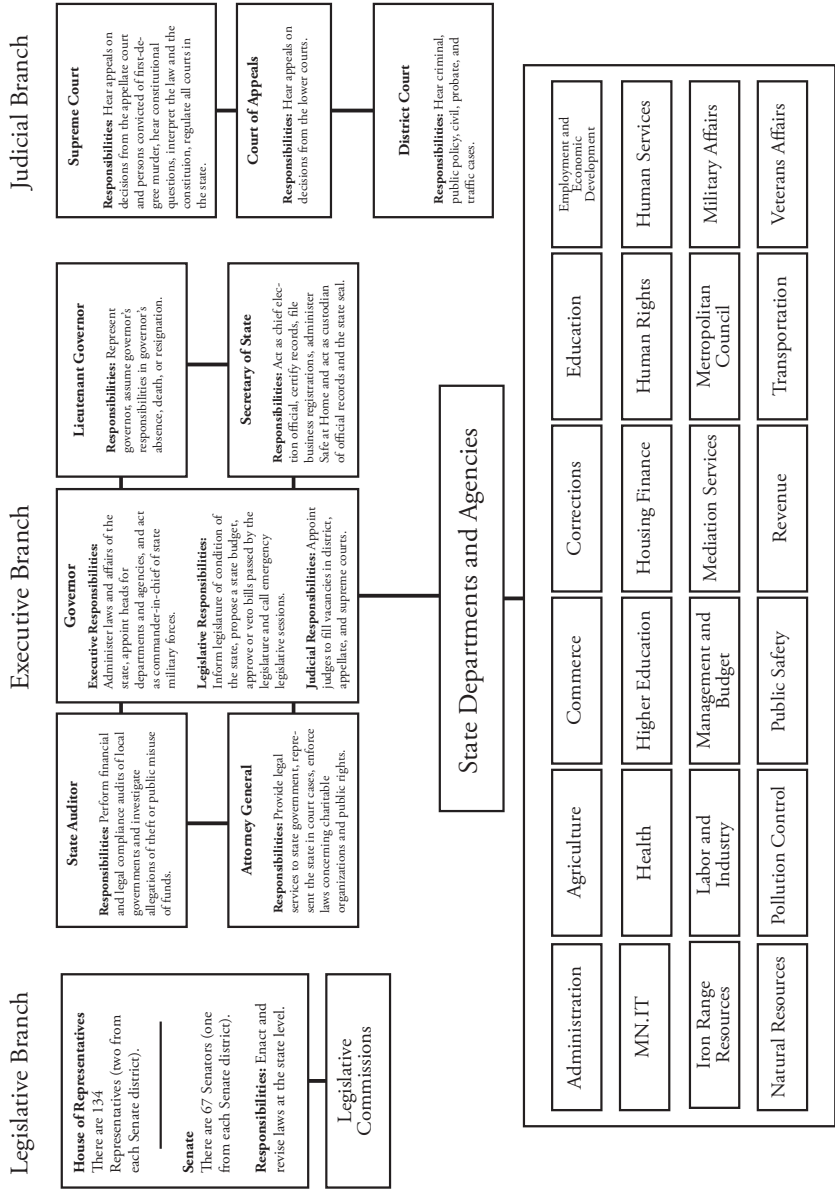 Legislative Branch
House of Representatives
There are 134
Representatives (two from
each Senate district).
Senate
There are 67 Senators (one
from each Senate district).
Responsibilities: Enact and
revise laws at the state level.
Legislative
Commissions
Executive Branch
State Auditor
Responsibilities: Perform financial
and legal compliance audits of local
governments and investigate
allegations of theft or public misuse
of funds.
Attorney General
Responsibilities: Provide legal
services to state government, repre-
sent the state in court cases, enforce
laws concerning charitable
organizations and public rights.
Governor
Executive Responsibilities:
Administer laws and affairs of the
state, appoint heads for
departments and agencies, and act
as commander-in-chief of state
military forces.
Legislative Responsibilities:
Inform legislature of condition of
the state, propose a state budget,
approve or veto bills passed by the
legislature and call emergency
legislative sessions.
Judicial Responsibilities: Appoint
judges to fill vacancies in district,
appellate, and supreme courts.
Lieutenant Governor
Responsibilities: Represent
governor, assume governor's
responsibilities in governor's
absence, death, or resignation.
Secretary of State
Responsibilities: Act as chief elec-
tion official, certify records, file
business registrations, administer
Safe at Home and act as custodian
of official records and the state seal.
Judicial Branch
Supreme Court
Responsibilities: Hear appeals on
decisions from the appellate court
and persons convicted of first-de-
gree murder, hear constitutional
questions, interpret the law and the
constituion, regulate all courts in
the state.
Court of Appeals
Responsibilities: Hear appeals on
decisions from the lower courts.
District Court
Responsibilities: Hear criminal,
public policy, civil, probate, and
traffic cases.
State Departments and Agencies
Administration
Agriculture
Commerce
Corrections
Education
Employment and
Economic
Development
MN.IT
Health
Higher Education
Housing Finance
Human Rights
Human Services
Iron Range
Resources
Labor and
Industry
Management and
Budget
Mediation Services
Metropolitan
Council
Military Affairs
Natural Resources
Pollution Control
Public Safety
Revenue
Transportation
Veterans Affairs